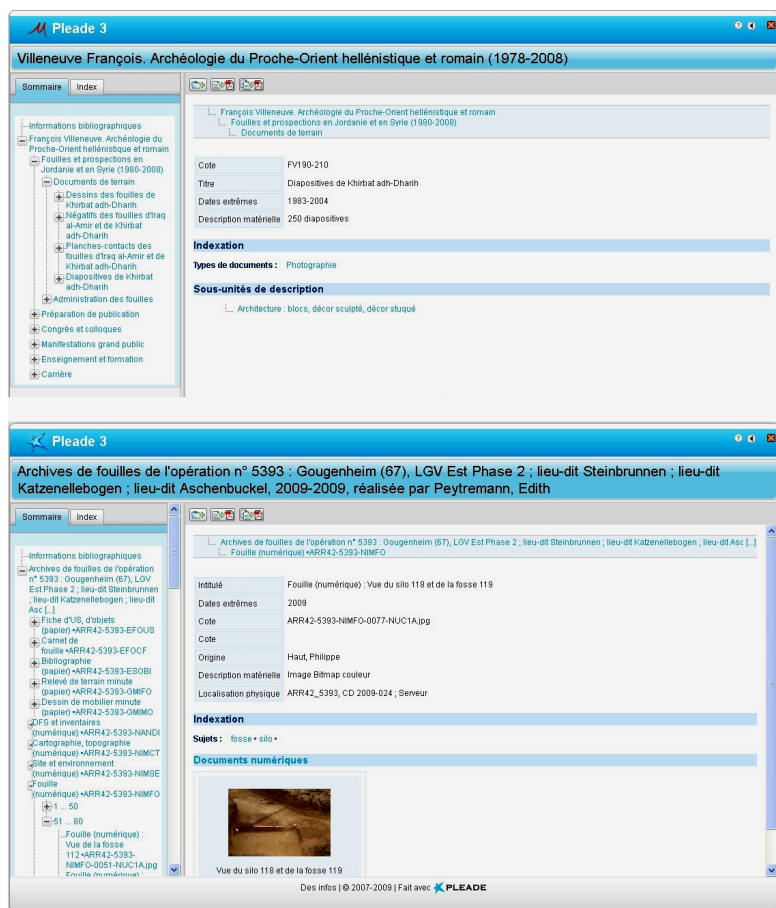 Pleade 3
Villeneuve François. Archéologie du Proche-Orient hellénistique et romain (1978-2008)
Sommaire
Index
Informations bibliographiques
François Villeneuve. Archéologie du
Proche-Orient hellénistique et romain
Fouilles et prospections en
Jordanie et en Syrie (1980-2008)
Documents de terrain
Dessins des fouilles de
Khirbat adh-Dharih
Négatifs des fouilles d'Iraq
al-Amir et de Khirbat
adh-Dharih
Planches-contacts des
fouilles d'Iraq al-Amir et de
Khirbat adh-Dharih
Diapositives de Khirbat
adh-Dharih
Administration des fouilles
Préparation de publication
Congrès et colloques
Manifestations grand public
Enseignement et formation
Carrière
François Villeneuve. Archéologie du Proche-Orient hellénistique et romain
Fouilles et prospections en Jordanie et en Syrie (1980-2008)
Documents de terrain
Cote FV190-210
Titre Diapositives de Khirbat adh-Dharih
Dates extrêmes 1983-2004
Description matérielle 250 diapositives
Indexation
Types de documents : Photographie
Sous-unités de description
Architecture : blocs, décor sculpté, décor stuqué
Pleade 3
Archives de fouilles de l'opération n° 5393 : Gougenheim (67), LGV Est Phase 2 ; lieu-dit Steinbrunnen ; lieu-dit
Katzenellebogen ; lieu-dit Aschenbuckel, 2009-2009, réalisée par Peytremann, Edith
Sommaire
Index
Informations bibliographiques
Archives de fouilles de l'opération
n° 5393 : Gougenheim (67), LGV
Est Phase 2 ; lieu-dit Steinbrunnen
; lieu-dit Katzenellebogen ; lieu-dit
Asc [...]
Fiche d'US, d'objets
(papier) •ARR42-5393-EFOUS
Carnet de
fouille •ARR42-5393-EFOCF
Bibliographie
(papier) •ARR42-5393-ESOBI
Relevé de terrain minute
(papier) •ARR42-5393-GMIFO
Dessin de mobilier minute
(papier) •ARR42-5393-GMIMO
DFS et inventaires
(numérique) •ARR42-5393-NANDI
Cartographie, topographie
(numérique) •ARR42-5393-NIMCT
Site et environnement
(numérique) •ARR42-5393-NIMSE
Fouille
(numérique) •ARR42-5393-NIMFO
1 ... 50
51 ... 80
Fouille (numérique) :
Vue de la fosse
112 •ARR42-5393-
NIMFO-0051-NUC1A.jpg
Fouille (numérique) :
Archives de fouilles de l'opération n° 5393 : Gougenheim (67), LGV Est Phase 2 ; lieu-dit Steinbrunnen ; lieu-dit Katzenellebogen ; lieu-dit Asc [...]
Fouille (numérique) •ARR42-5393-NIMFO
Intitulé Fouille (numérique) : Vue du silo 118 et de la fosse 119
Dates extrêmes 2009
Cote ARR42-5393-NIMFO-0077-NUC1A.jpg
Cote
Origine Haut, Philippe
Description matérielle Image Bitmap couleur
Localisation physique ARR42_5393, CD 2009-024 ; Serveur
Indexation
Sujets : fosse • silo •
Documents numériques
Vue du silo 118 et de la fosse 119
Des infos | © 2007-2009 | Fait avec PLEADE